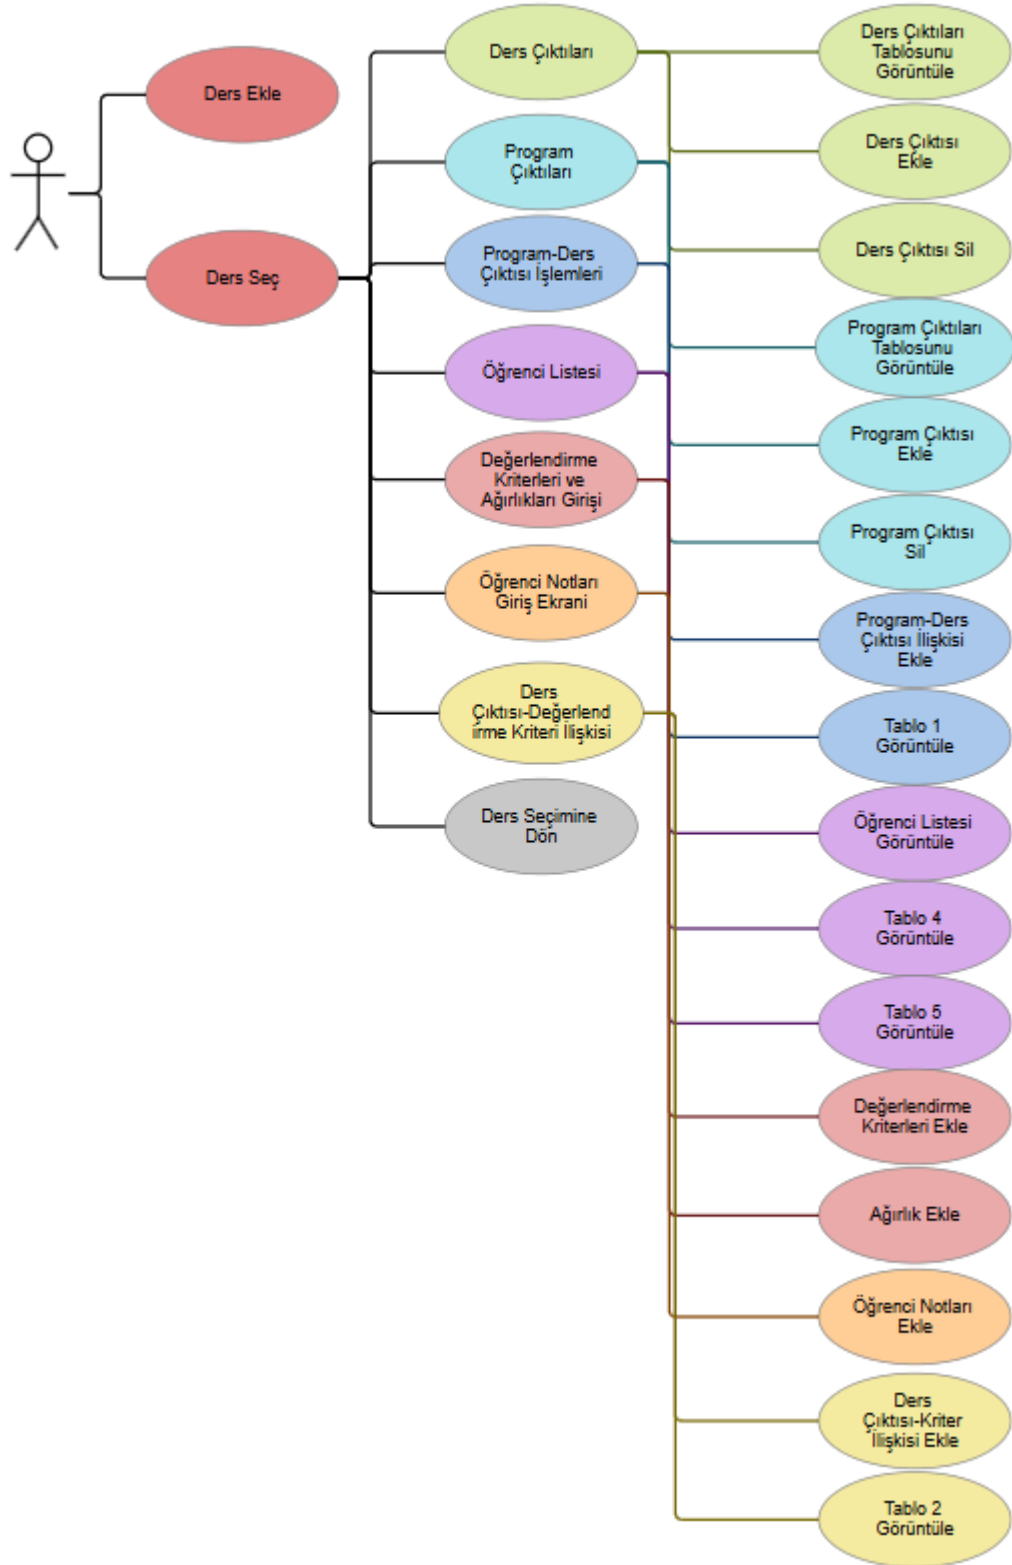 Ders Ekle
Ders Seç
Ders Çıktıları
Program
Çıktıları
Program-Ders
Çıktısı İşlemleri
Öğrenci Listesi
Değerlendirme
Kriterleri ve
Ağırlıkları Girişi
Öğrenci Notları
Giriş Ekrani
Ders
Çıktısı-Değerlend
irme Kriteri İlişkisi
Ders Seçimine
Dön
Ders Çıktıları
Tablosunu
Görüntüle
Ders Çıktısı
Ekle
Ders Çıktısı Sil
Program Çıktıları
Tablosunu
Görüntüle
Program Çıktısı
Ekle
Program Çıktısı
Sil
Program-Ders
Çıktısı İlişkisi
Ekle
Tablo 1
Görüntüle
Öğrenci Listesi
Görüntüle
Tablo 4
Görüntüle
Tablo 5
Görüntüle
Değerlendirme
Kriterleri Ekle
Ağırlık Ekle
Öğrenci Notları
Ekle
Ders
Çıktısı-Kriter
İlişkisi Ekle
Tablo 2
Görüntüle